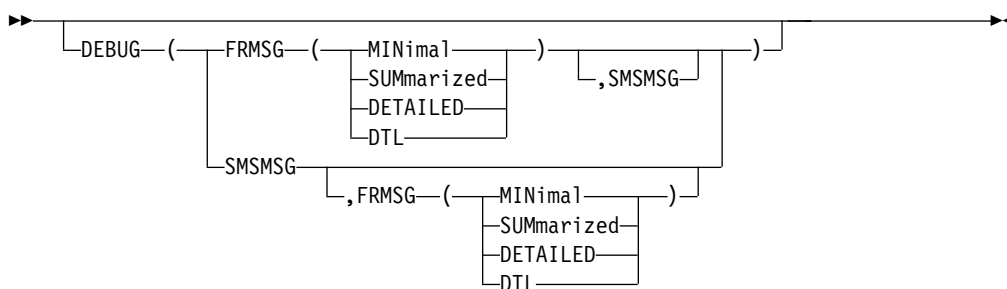 DEBUG ( FRMSG ( MINimal ) )
SUMmarized ,SMSMSG
DETAILED
DTL
SMSMSG
,FRMSG ( MINimal )
SUMmarized
DETAILED
DTL